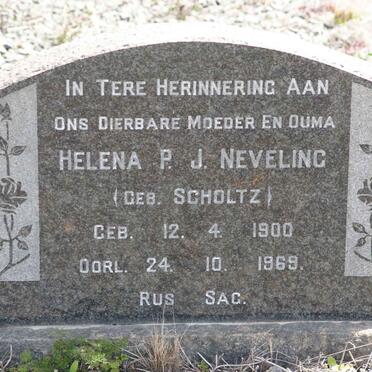 IN TERE HERINNERING AAN
ONS DIERBARE MOEDER EN OUMA
HELENA P. J. NEVELING
(GEB. SCHOLTZ)
GEB. 12. 4. 1900
OORL. 24. 10. 1969.
RUS SAG.